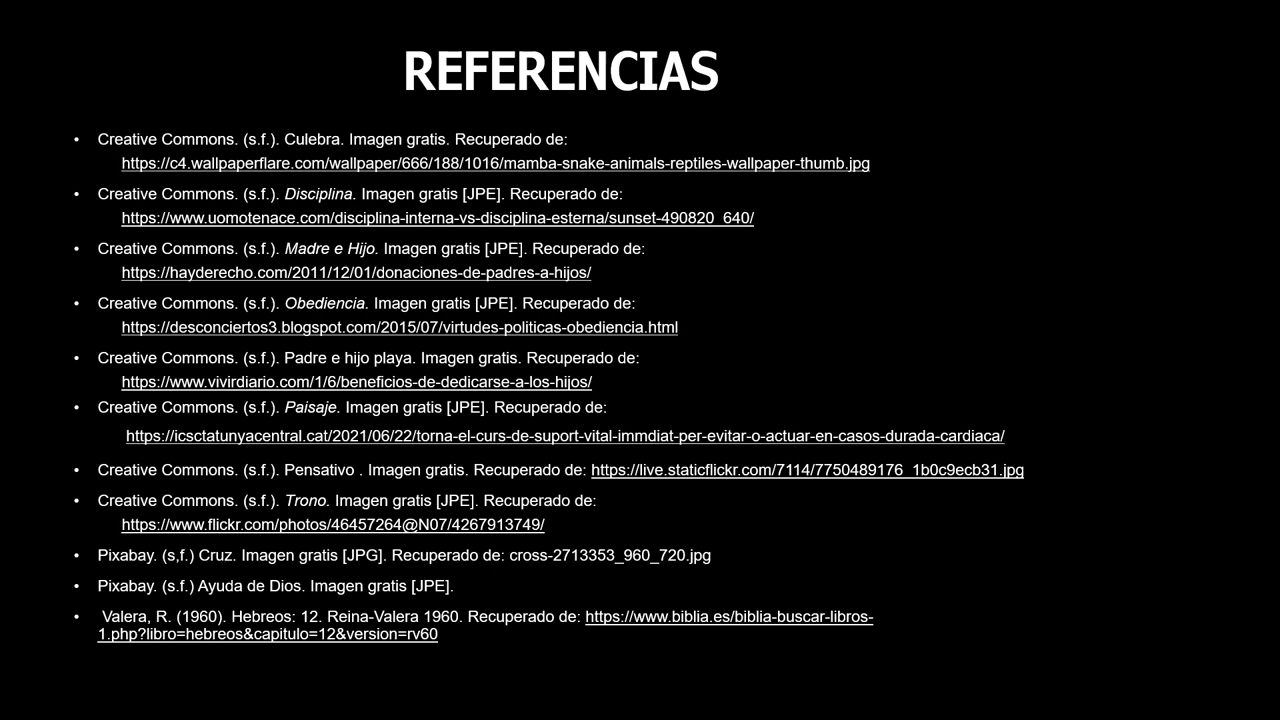 REFERENCIAS
• Creative Commons. (s.f.). Culebra. Imagen gratis. Recuperado de:
https://c4.wallpaperflare.com/wallpaper/666/188/1016/mamba-snake-animals-reptiles-wallpaper-thumb.jpg
• Creative Commons. (s.f.). Disciplina. Imagen gratis [JPE]. Recuperado de:
https://www.uomotenace.com/disciplina-interna-vs-disciplina-esterna/sunset-490820_640/
• Creative Commons. (s.f.). Madre e Hijo. Imagen gratis [JPE]. Recuperado de:
https://hayderecho.com/2011/12/01/donaciones-de-padres-a-hijos/
• Creative Commons. (s.f.). Obediencia. Imagen gratis [JPE]. Recuperado de:
https://desconciertos3.blogspot.com/2015/07/virtudes-politicas-obediencia.html
• Creative Commons. (s.f.). Padre e hijo playa. Imagen gratis. Recuperado de:
https://www.vivirdiario.com/1/6/beneficios-de-dedicarse-a-los-hijos/
• Creative Commons. (s.f.). Paisaje. Imagen gratis [JPE]. Recuperado de:
https://icsctatunyacentral.cat/2021/06/22/torna-el-curs-de-suport-vital-immdiat-per-evitar-o-actuar-en-casos-durada-cardiaca/
• Creative Commons. (s.f.). Pensativo . Imagen gratis. Recuperado de: https://live.staticflickr.com/7114/7750489176_1b0c9ecb31.jpg
• Creative Commons. (s.f.). Trono. Imagen gratis [JPE]. Recuperado de:
https://www.flickr.com/photos/46457264@N07/4267913749/
• Pixabay. (s,f.) Cruz. Imagen gratis [JPG]. Recuperado de: cross-2713353_960_720.jpg
• Pixabay. (s.f.) Ayuda de Dios. Imagen gratis [JPE].
• Valera, R. (1960). Hebreos: 12. Reina-Valera 1960. Recuperado de: https://www.biblia.es/biblia-buscar-libros-
1.php?libro=hebreos&capitulo=12&version=rv60